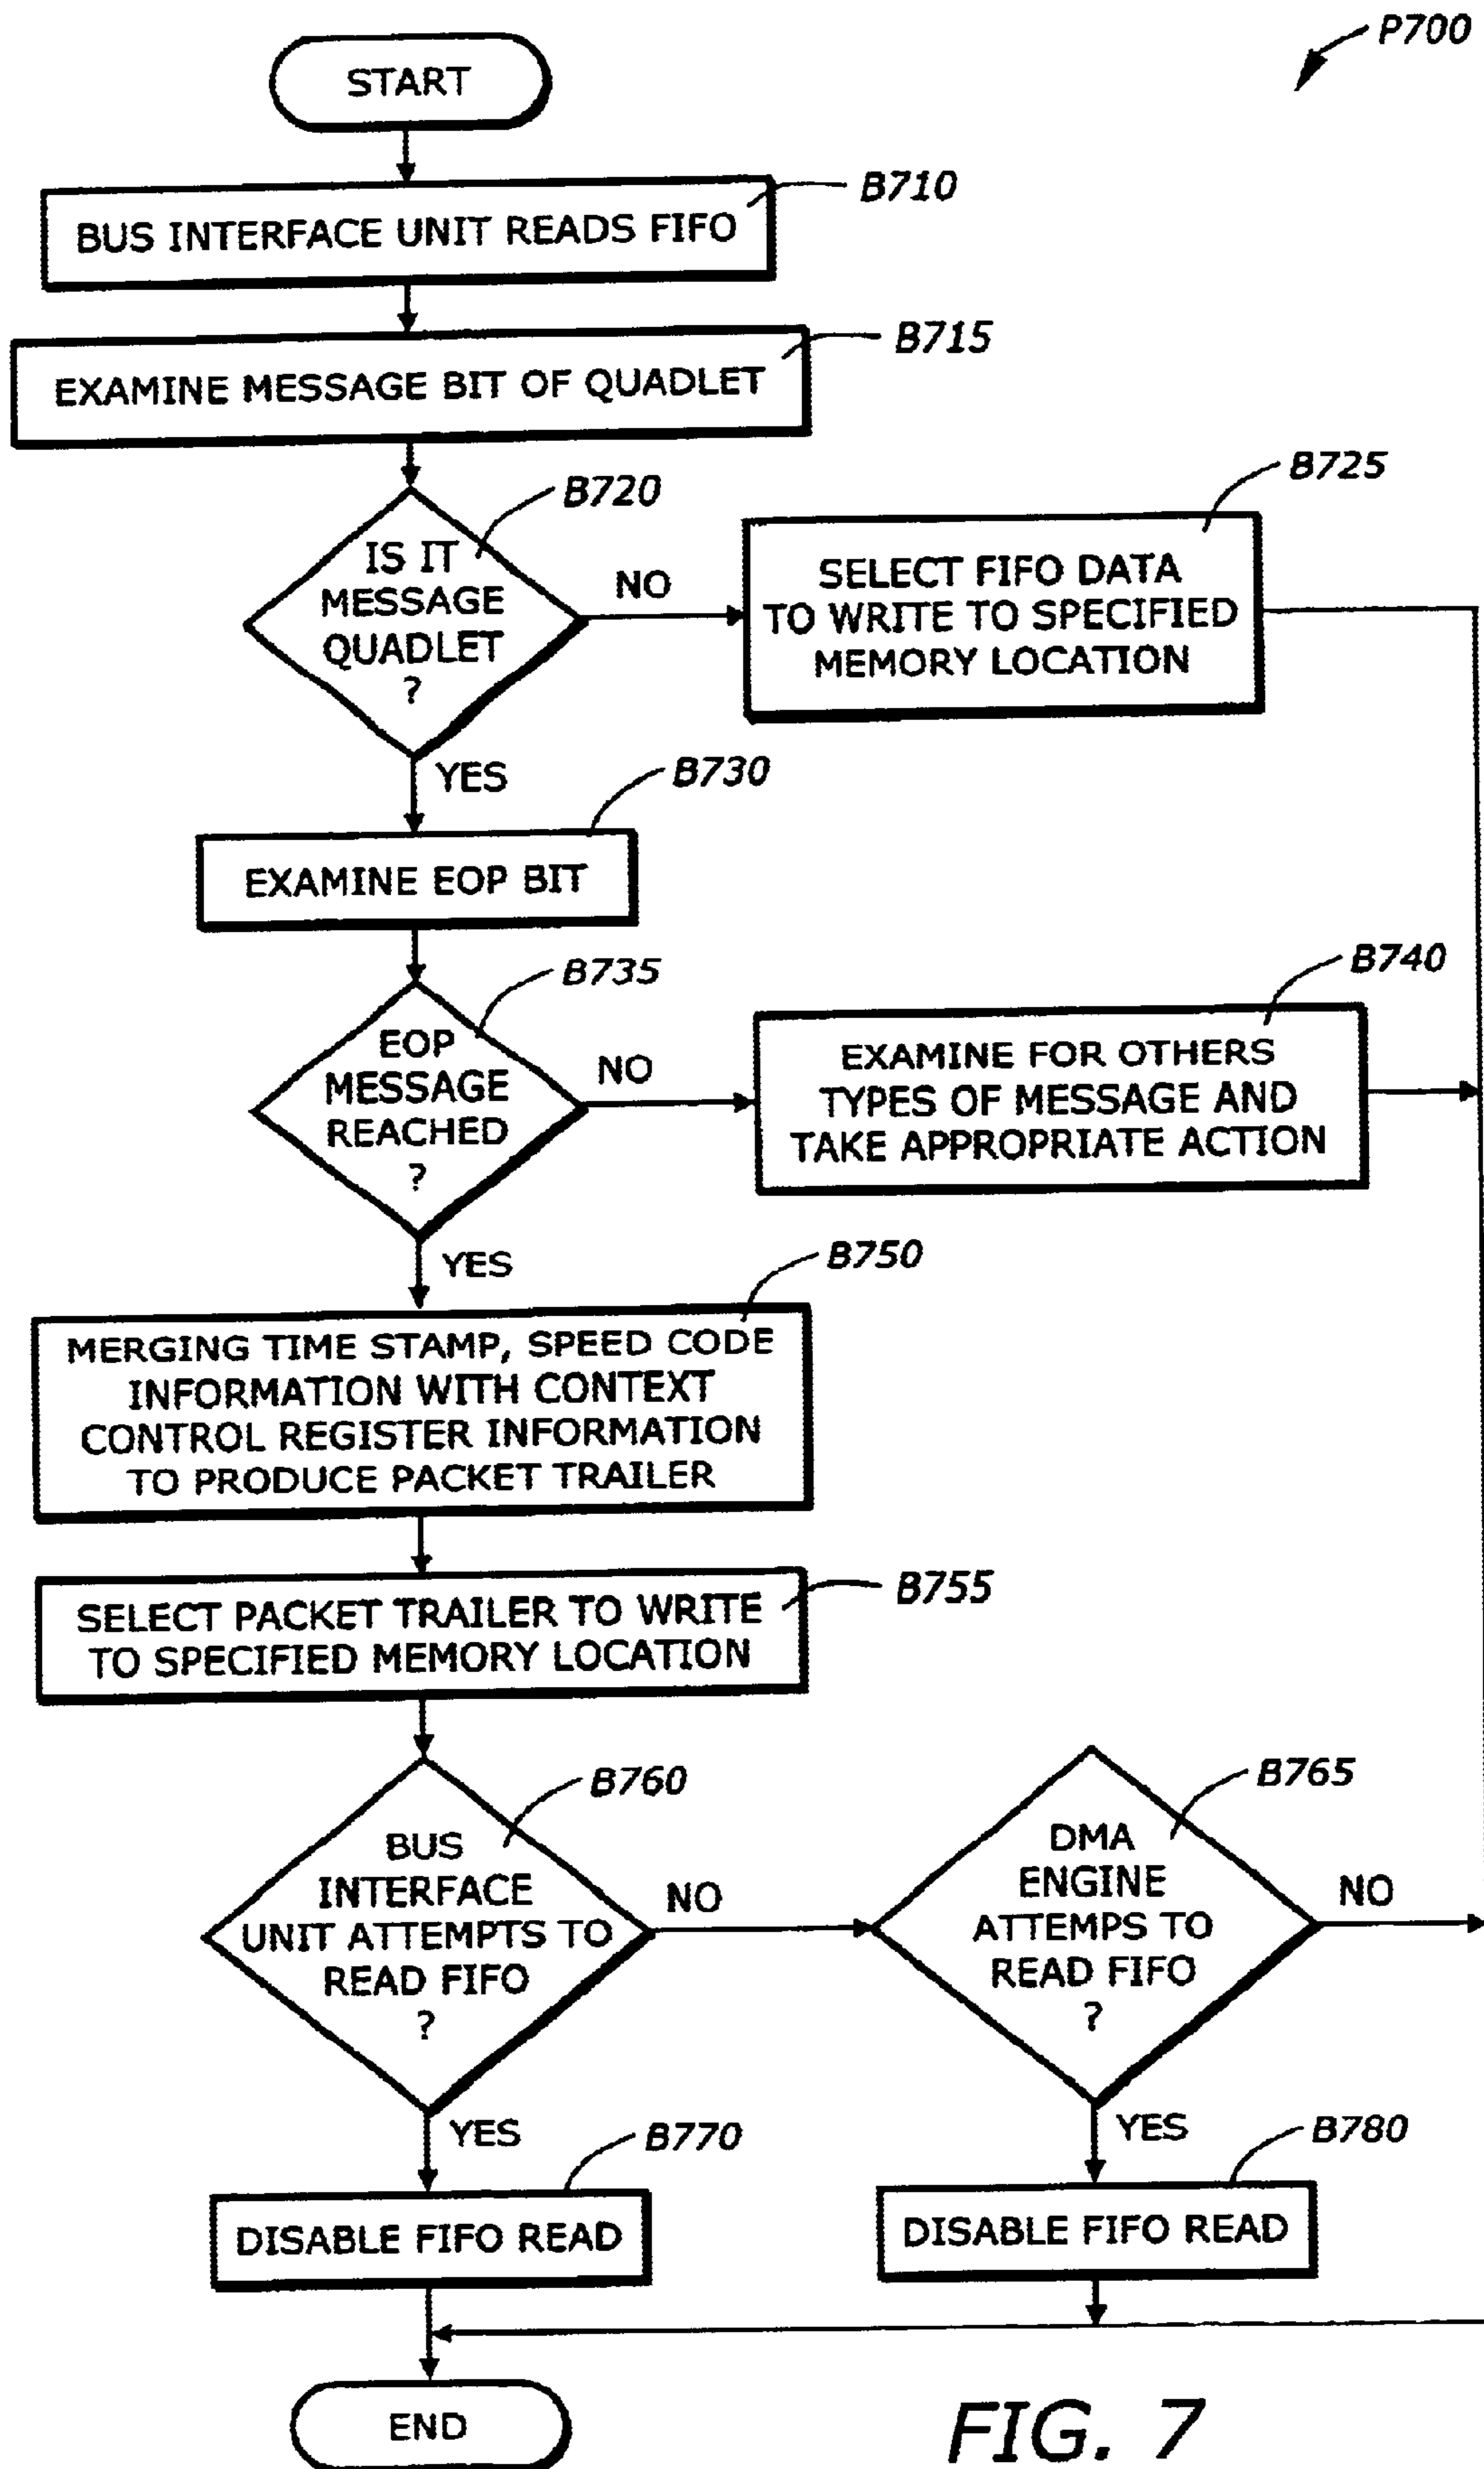 P700
START
B710
BUS INTERFACE UNIT READS FIFO
B715
EXAMINE MESSAGE BIT OF QUADLET
B720
IS IT
MESSAGE
QUADLET
?
NO
B725
SELECT FIFO DATA
TO WRITE TO SPECIFIED
MEMORY LOCATION
YES
B730
EXAMINE EOP BIT
B735
EOP
MESSAGE
REACHED
?
NO
B740
EXAMINE FOR OTHERS
TYPES OF MESSAGE AND
TAKE APPROPRIATE ACTION
YES
B750
MERGING TIME STAMP, SPEED CODE
INFORMATION WITH CONTEXT
CONTROL REGISTER INFORMATION
TO PRODUCE PACKET TRAILER
B755
SELECT PACKET TRAILER TO WRITE
TO SPECIFIED MEMORY LOCATION
B760
BUS
INTERFACE
UNIT ATTEMPTS TO
READ FIFO
?
NO
B765
DMA
ENGINE
ATTEMPS TO
READ FIFO
?
NO
YES
B770
DISABLE FIFO READ
YES
B780
DISABLE FIFO READ
END
FIG. 7